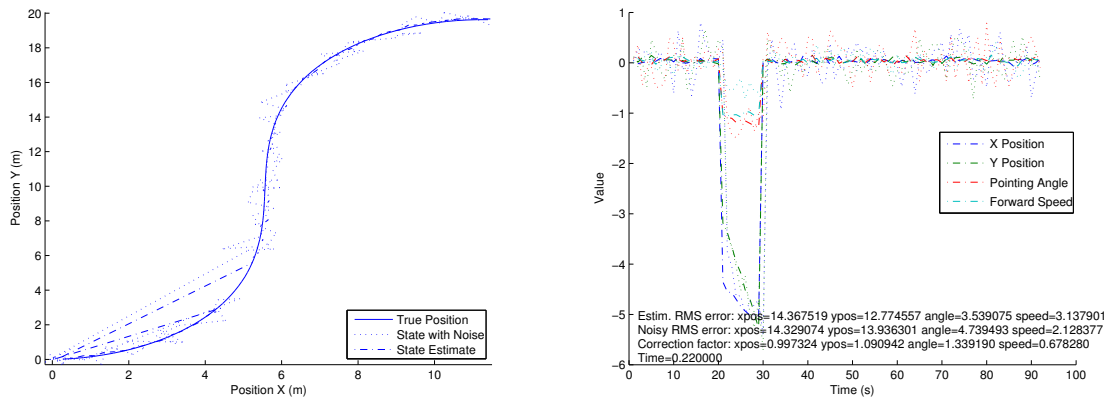 20
18
16
14
12
10
8
6
4
2
0
0 2 4 6 8 10
Position Y (m)
Position X (m)
True Position
State with Noise
State Estimate
1
0
−1
−2
−3
−4
−5
−6
0 10 20 30 40 50 60 70 80 90 100
Value
Time (s)
X Position
Y Position
Pointing Angle
Forward Speed
Estim. RMS error: xpos=14.367519 ypos=12.774557 angle=3.539075 speed=3.137901
Noisy RMS error: xpos=14.329074 ypos=13.936301 angle=4.739493 speed=2.128377
Correction factor: xpos=0.997324 ypos=1.090942 angle=1.339190 speed=0.678280
Time=0.220000